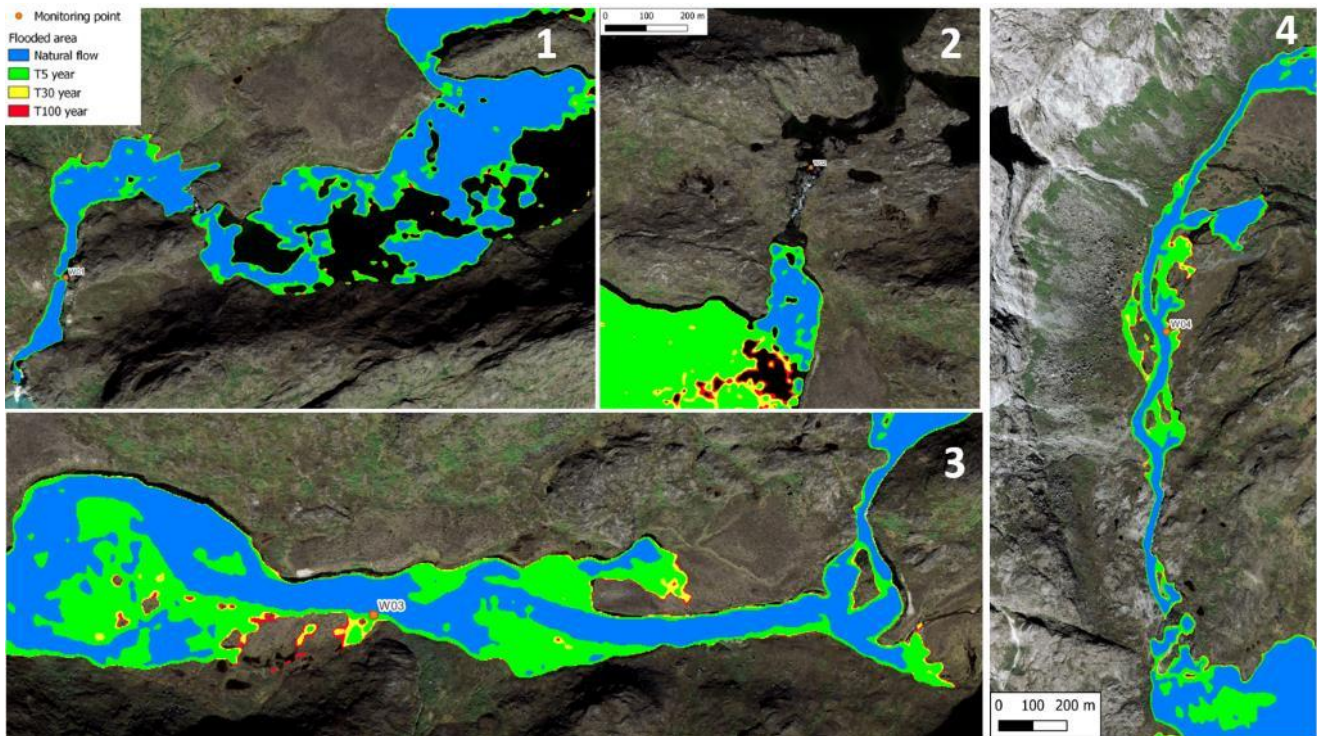 Monitoring point
Flooded area
Natural flow
T5 year
T30 year
T100 year
1
W01
0 100 200 m
2
W02
3
W03
4
W04
0 100 200 m